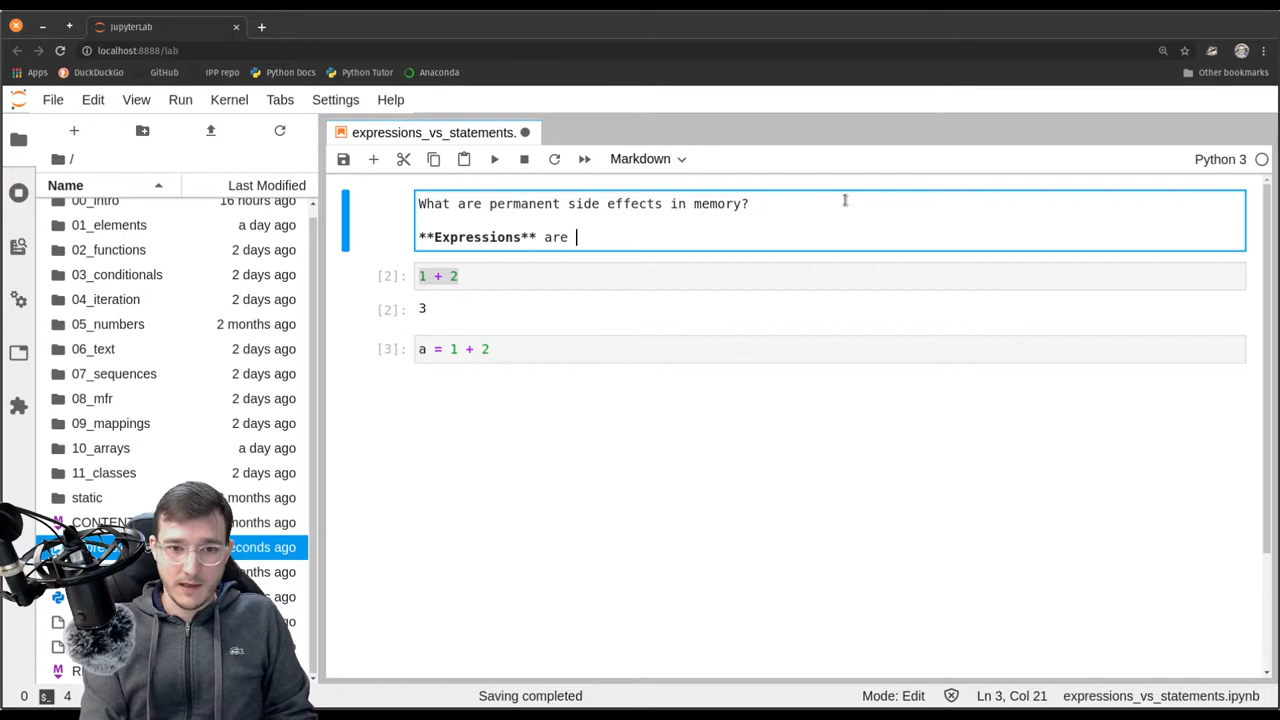 JupyterLab
localhost:8888/lab
Apps DuckDuckGo GitHub IPP repo Python Docs Python Tutor Anaconda Other bookmarks
File Edit View Run Kernel Tabs Settings Help
expressions_vs_statements.
/
Markdown
Python 3
Name Last Modified
00_intro 16 hours ago
01_elements a day ago
02_functions 2 days ago
03_conditionals 2 days ago
04_iteration 2 days ago
05_numbers 2 months ago
06_text 2 days ago
07_sequences 2 days ago
08_mfr 2 days ago
09_mappings 2 days ago
10_arrays a day ago
11_classes 2 days ago
static months ago
CONTENT months ago
seconds ago
months ago
ago
ago
ago
ago
What are permanent side effects in memory?
**Expressions** are
[2]: 1 + 2
[2]: 3
[3]: a = 1 + 2
0 $_ 4 Saving completed Mode: Edit Ln 3, Col 21 expressions_vs_statements.ipynb